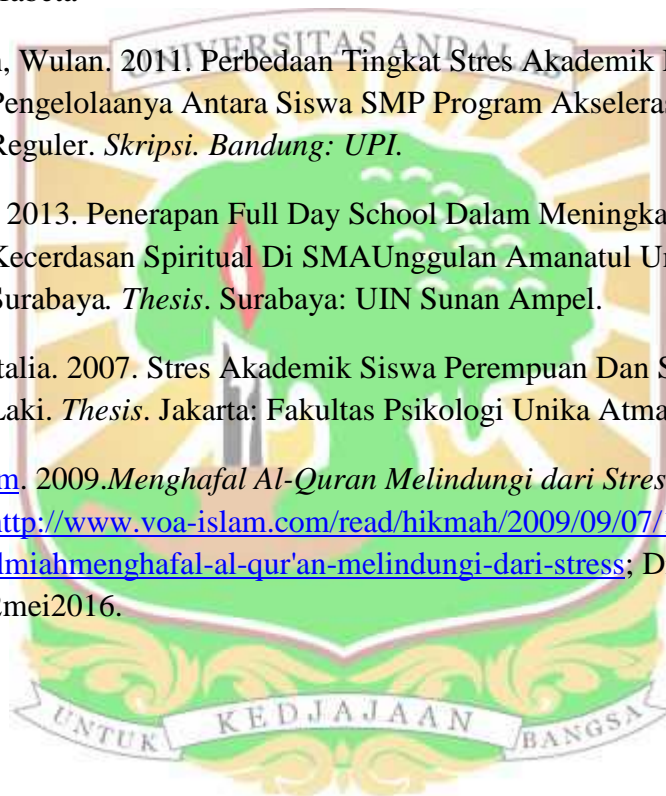 UNIVERSITAS ANDALAS
, Wulan. 2011. Perbedaan Tingkat Stres Akademik
Pengelolaanya Antara Siswa SMP Program Akseleras
Reguler. Skripsi. Bandung: UPI.
2013. Penerapan Full Day School Dalam Meningka
Kecerdasan Spiritual Di SMAUnggulan Amanatul
Surabaya. Thesis. Surabaya: UIN Sunan Ampel.
talia. 2007. Stres Akademik Siswa Perempuan Dan S
Laki. Thesis. Jakarta: Fakultas Psikologi Unika Atma
m. 2009.Menghafal Al-Quran Melindungi dari Stres
http://www.voa-islam.com/read/hikmah/2009/09/07/
lmiahmenghafal-al-qur'an-melindungi-dari-stress; D
mei2016.
UNTUK KEDJAJAAN BANGSA